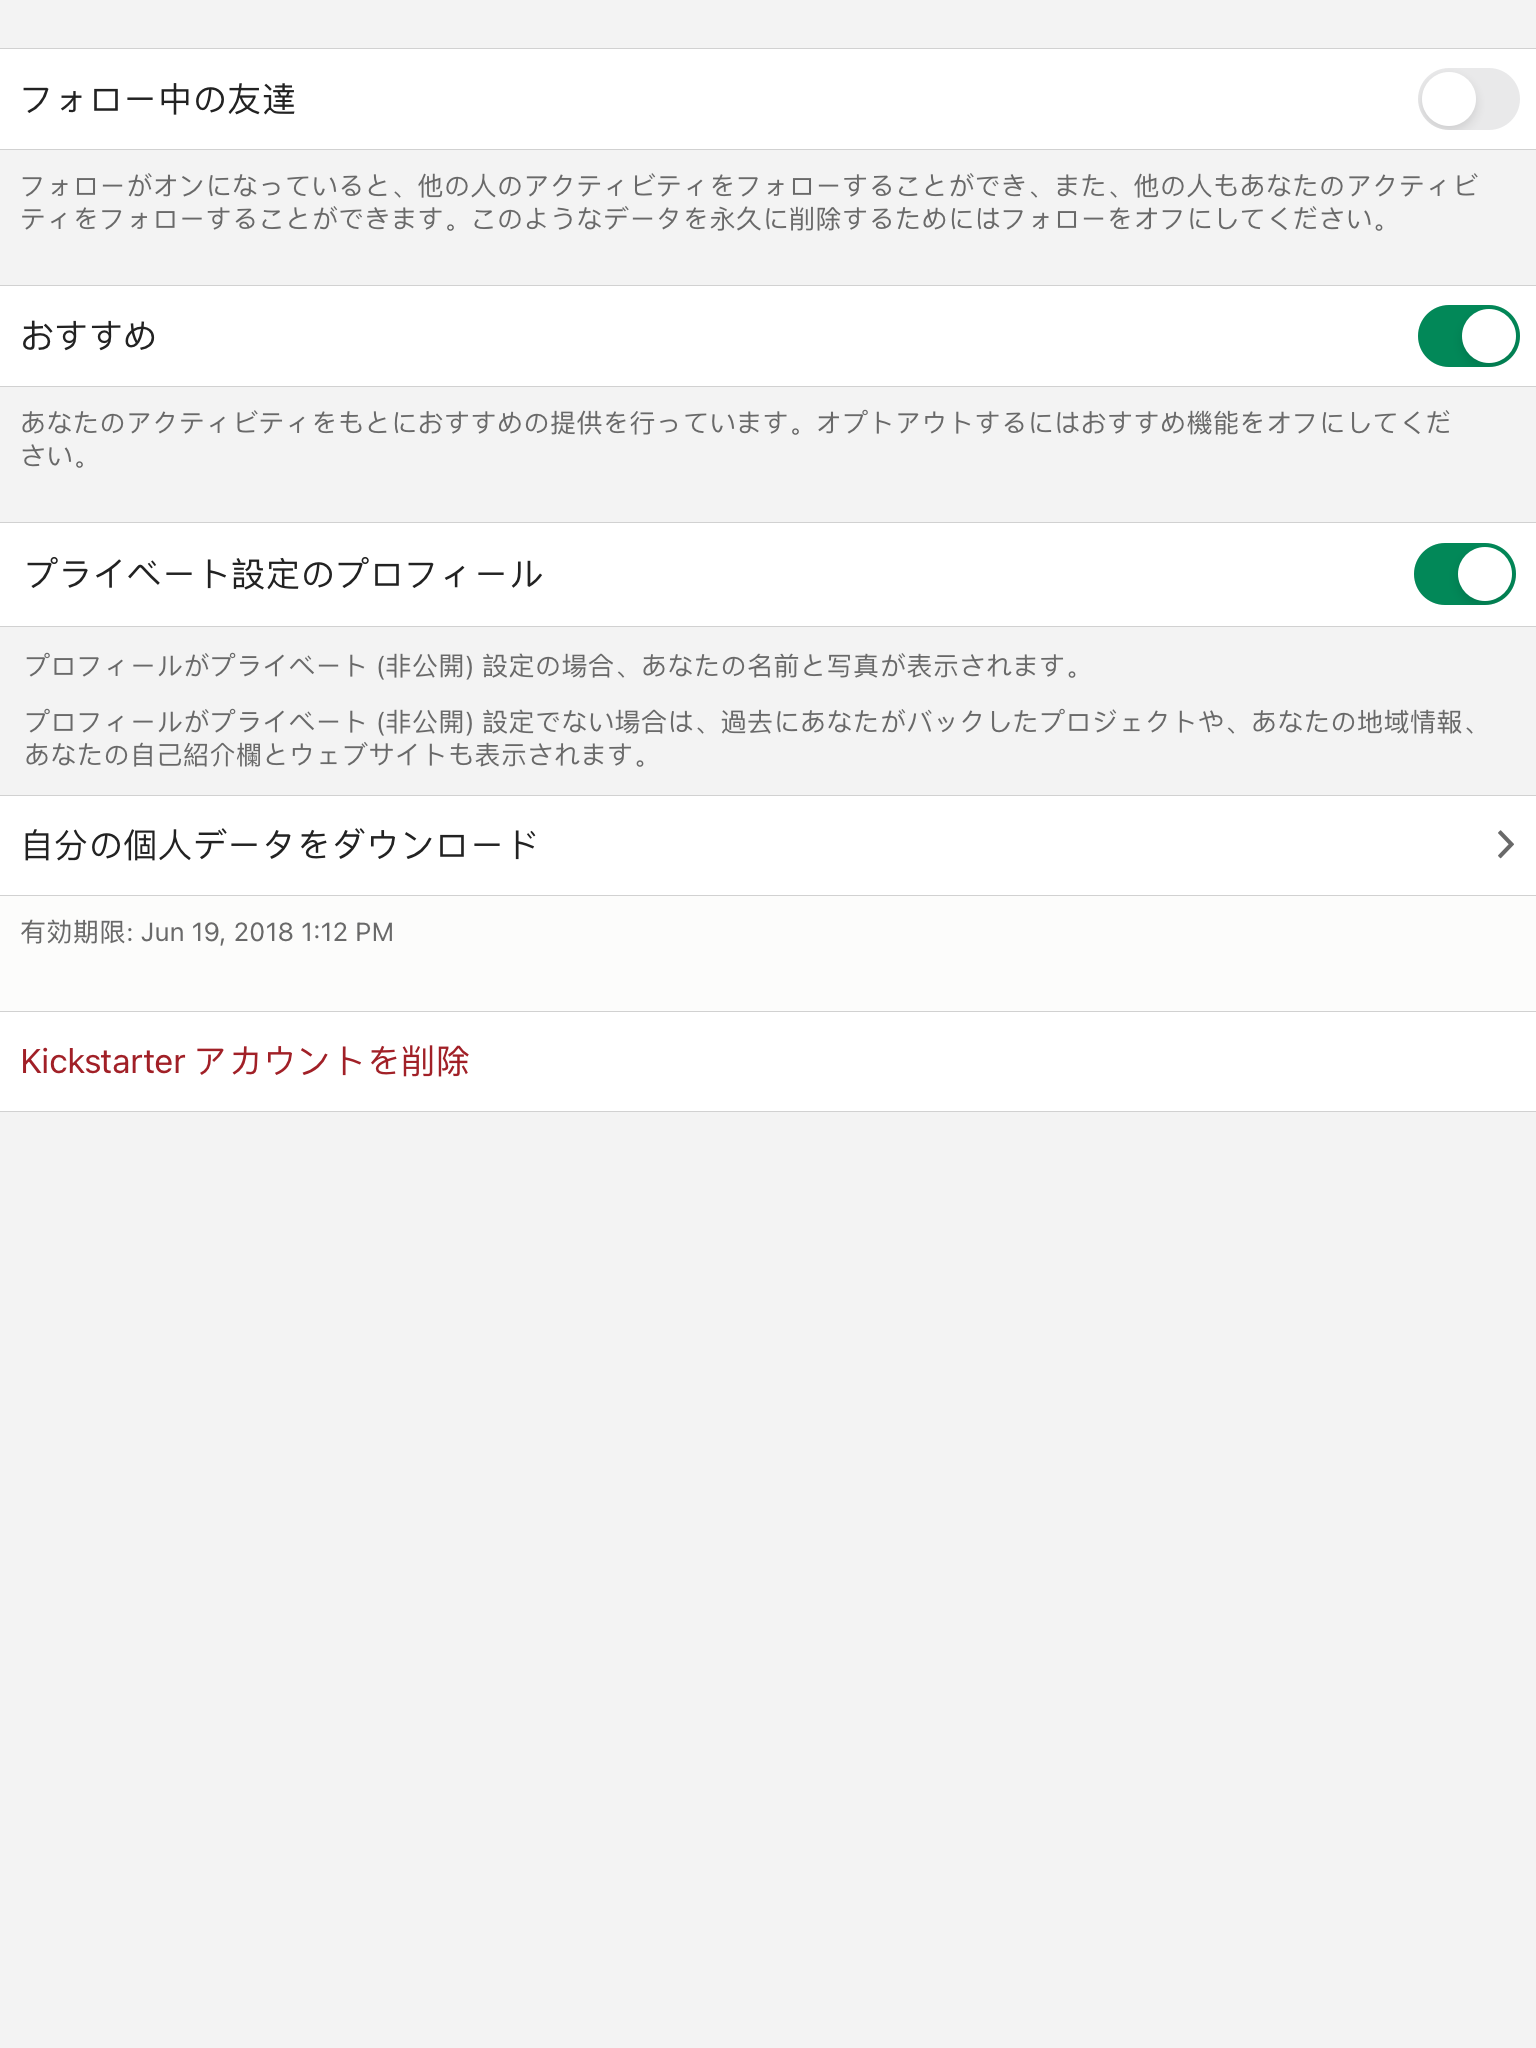 フォロー中の友達
フォローがオンになっていると、他の人のアクティビティをフォローすることができ、また、他の人もあなたのアクティビ
ティをフォローすることができます。このようなデータを永久に削除するためにはフォローをオフにしてください。
おすすめ
あなたのアクティビティをもとにおすすめの提供を行っています。オプトアウトするにはおすすめ機能をオフにしてくだ
さい。
プライベート設定のプロフィール
プロフィールがプライベート (非公開) 設定の場合、あなたの名前と写真が表示されます。
プロフィールがプライベート (非公開) 設定でない場合は、過去にあなたがバックしたプロジェクトや、あなたの地域情報、
あなたの自己紹介欄とウェブサイトも表示されます。
自分の個人データをダウンロード
有効期限: Jun 19, 2018 1:12 PM
Kickstarter アカウントを削除